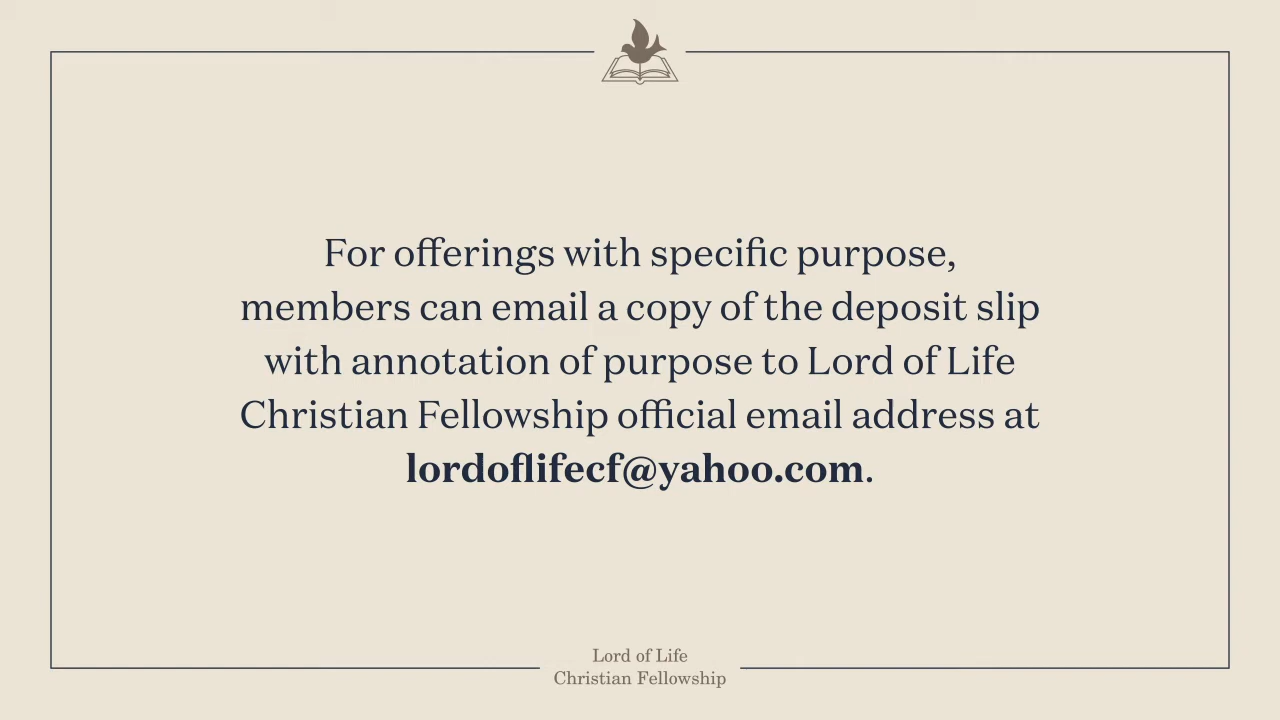 For offerings with specific purpose,
members can email a copy of the deposit slip
with annotation of purpose to Lord of Life
Christian Fellowship official email address at
lordoflifecf@yahoo.com.
Lord of Life
Christian Fellowship